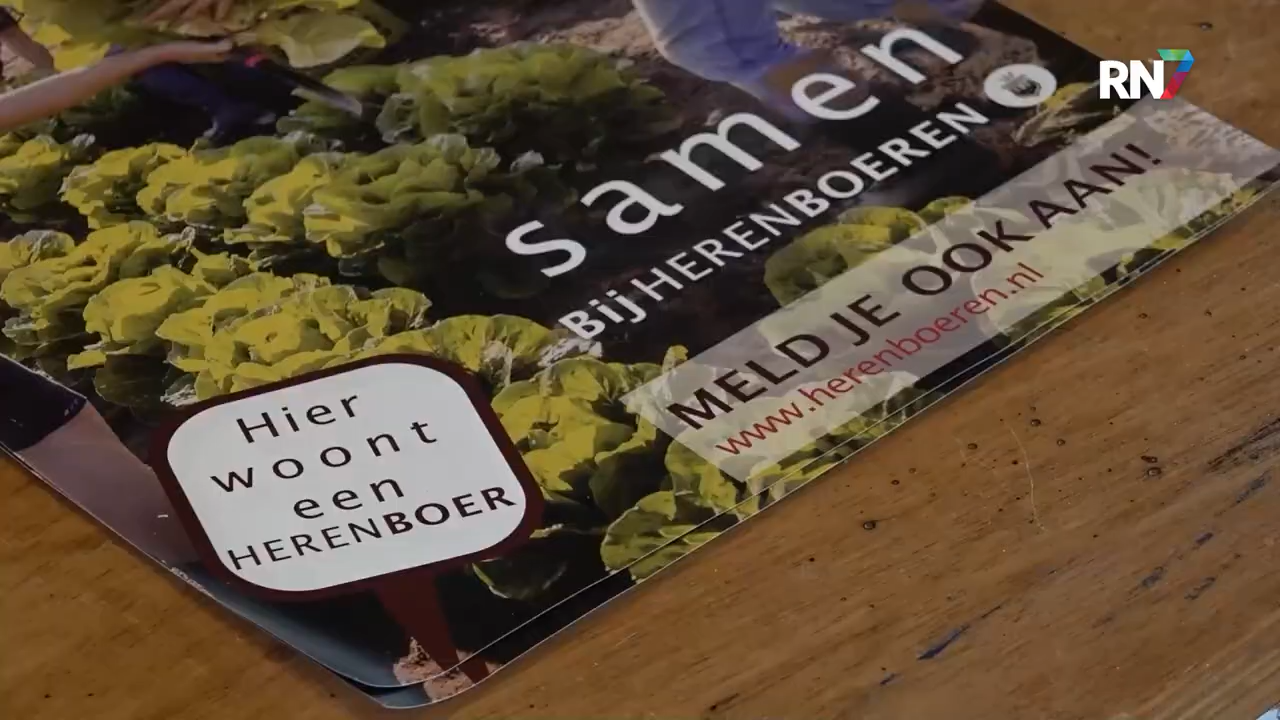 RN7
samen
Bij HERENBOEREN
MELD JE OOK AAN!
www.herenboeren.nl
Hier
woont
een
HERENBOER